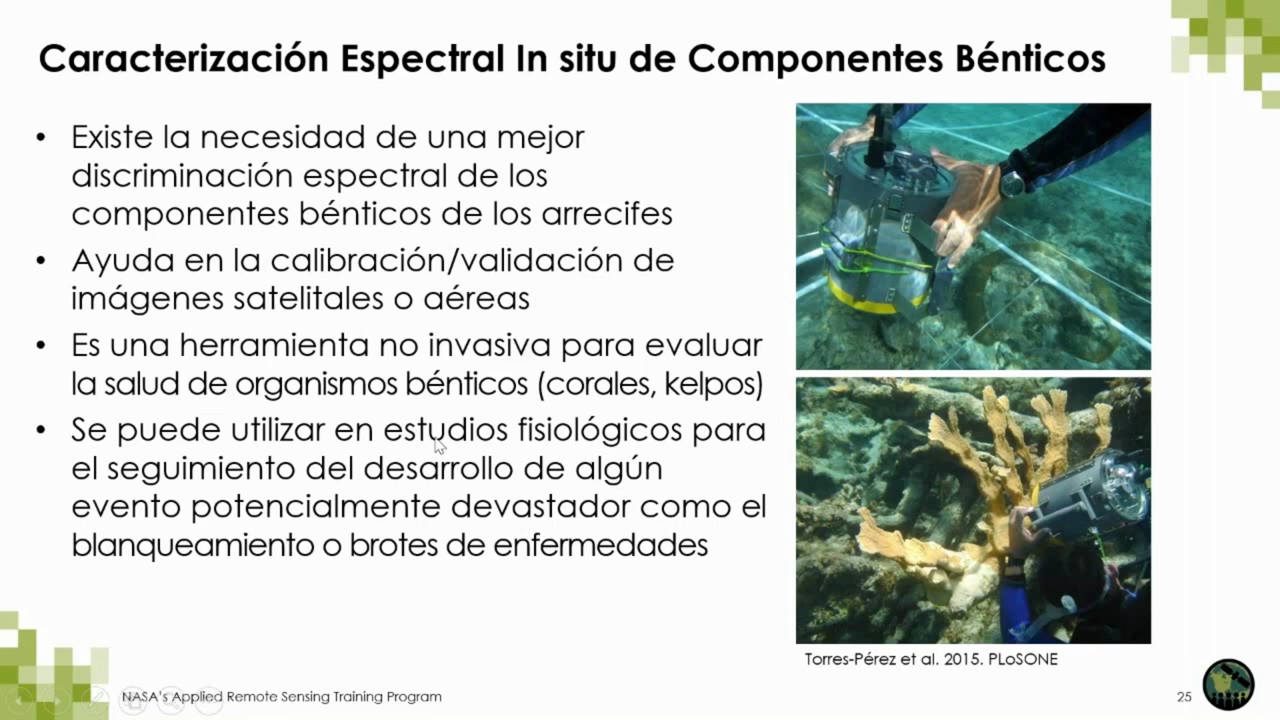 Caracterización Espectral In situ de Componentes Bénticos
• Existe la necesidad de una mejor
discriminación espectral de los
componentes bénticos de los arrecifes
• Ayuda en la calibración/validación de
imágenes satelitales o aéreas
• Es una herramienta no invasiva para evaluar
la salud de organismos bénticos (corales, kelpos)
• Se puede utilizar en estudios fisiológicos para
el seguimiento del desarrollo de algún
evento potencialmente devastador como el
blanqueamiento o brotes de enfermedades
Torres-Pérez et al. 2015. PLoSONE
NASA's Applied Remote Sensing Training Program
25